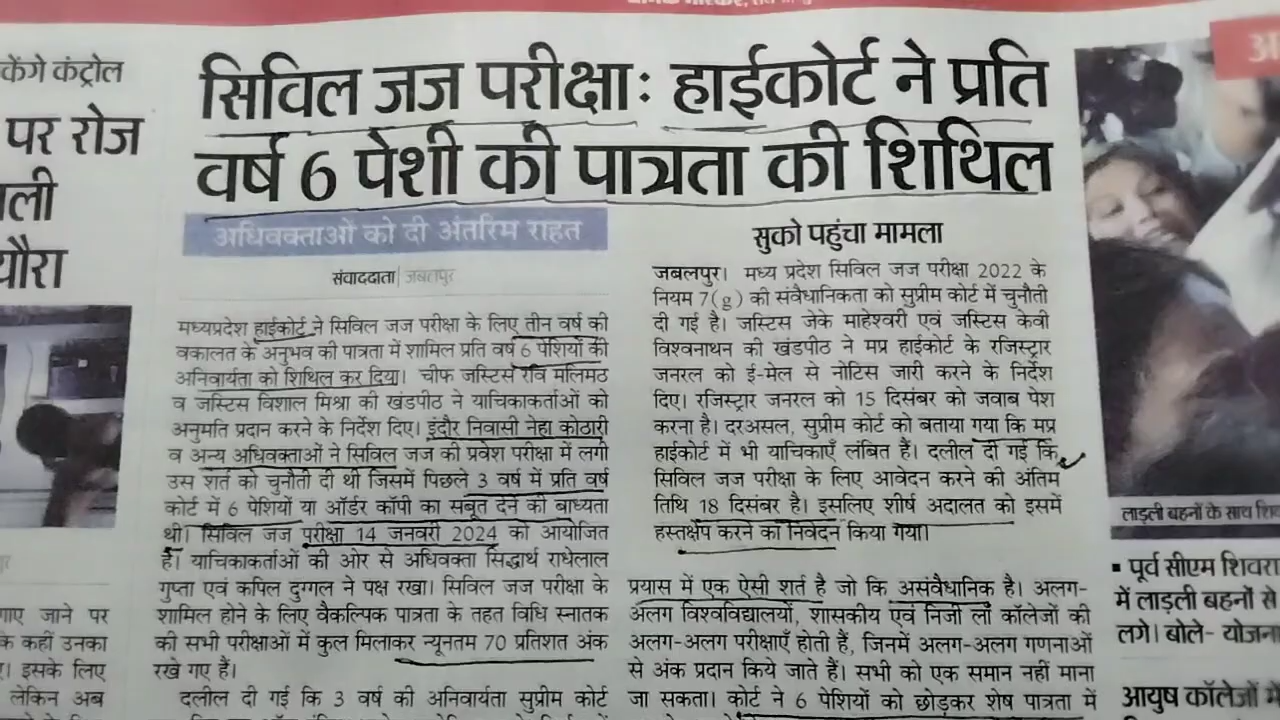 सिविल जज परीक्षाः हाईकोर्ट ने प्रति
वर्ष 6 पेशी की पात्रता की शिथिल
अधिवक्ताओं को दी अंतरिम राहत
संवाददाता| जबलपुर
मध्यप्रदेश हाईकोर्ट ने सिविल जज परीक्षा के लिए तीन वर्ष की
वकालत के अनुभव की पात्रता में शामिल प्रति वर्ष 6 पेशियों की
अनिवार्यता को शिथिल कर दिया। चीफ जस्टिस रवि मलिमठ
व जस्टिस विशाल मिश्रा की खंडपीठ ने याचिकाकर्ताओं को
अनुमति प्रदान करने के निर्देश दिए। इंदौर निवासी नेहा कोठारी
व अन्य अधिवक्ताओं ने सिविल जज की प्रवेश परीक्षा में लगी
उस शर्त को चुनौती दी थी जिसमें पिछले 3 वर्ष में प्रति वर्ष
कोर्ट में 6 पेशियों या ऑर्डर कॉपी का सबूत देने की बाध्यता
थी। सिविल जज परीक्षा 14 जनवरी 2024 को आयोजित
है। याचिकाकर्ताओं की ओर से अधिवक्ता सिद्धार्थ राधेलाल
गुप्ता एवं कपिल दुग्गल ने पक्ष रखा। सिविल जज परीक्षा के
शामिल होने के लिए वैकल्पिक पात्रता के तहत विधि स्नातक
की सभी परीक्षाओं में कुल मिलाकर न्यूनतम 70 प्रतिशत अंक
रखे गए हैं।
दलील दी गई कि 3 वर्ष की अनिवार्यता सुप्रीम कोर्ट
सुको पहुंचा मामला
जबलपुर। मध्य प्रदेश सिविल जज परीक्षा 2022 के
नियम 7(g) की संवैधानिकता को सुप्रीम कोर्ट में चुनौती
दी गई है। जस्टिस जेके माहेश्वरी एवं जस्टिस केवी
विश्वनाथन की खंडपीठ ने मप्र हाईकोर्ट के रजिस्ट्रार
जनरल को ई-मेल से नोटिस जारी करने के निर्देश
दिए। रजिस्ट्रार जनरल को 15 दिसंबर को जवाब पेश
करना है। दरअसल, सुप्रीम कोर्ट को बताया गया कि मप्र
हाईकोर्ट में भी याचिकाएँ लंबित हैं। दलील दी गई कि
सिविल जज परीक्षा के लिए आवेदन करने की अंतिम
तिथि 18 दिसंबर है। इसलिए शीर्ष अदालत को इसमें
हस्तक्षेप करने का निवेदन किया गया।
प्रयास में एक ऐसी शर्त है जो कि असंवैधानिक है। अलग-
अलग विश्वविद्यालयों, शासकीय एवं निजी लॉ कॉलेजों की
अलग-अलग परीक्षाएँ होती हैं, जिनमें अलग-अलग गणनाओं
से अंक प्रदान किये जाते हैं। सभी को एक समान नहीं माना
जा सकता। कोर्ट ने 6 पेशियों को छोड़कर शेष पात्रता में
केंगे कंट्रोल
पर रोज
ली
यौरा
गाए जाने पर
के कहीं उनका
। इसके लिए
लेकिन अब
लाड़ली बहनों के साथ
पूर्व सीएम शिवरा
में लाड़ली बहनों से
लगे। बोले- योजना
आयुष कॉलेजों में